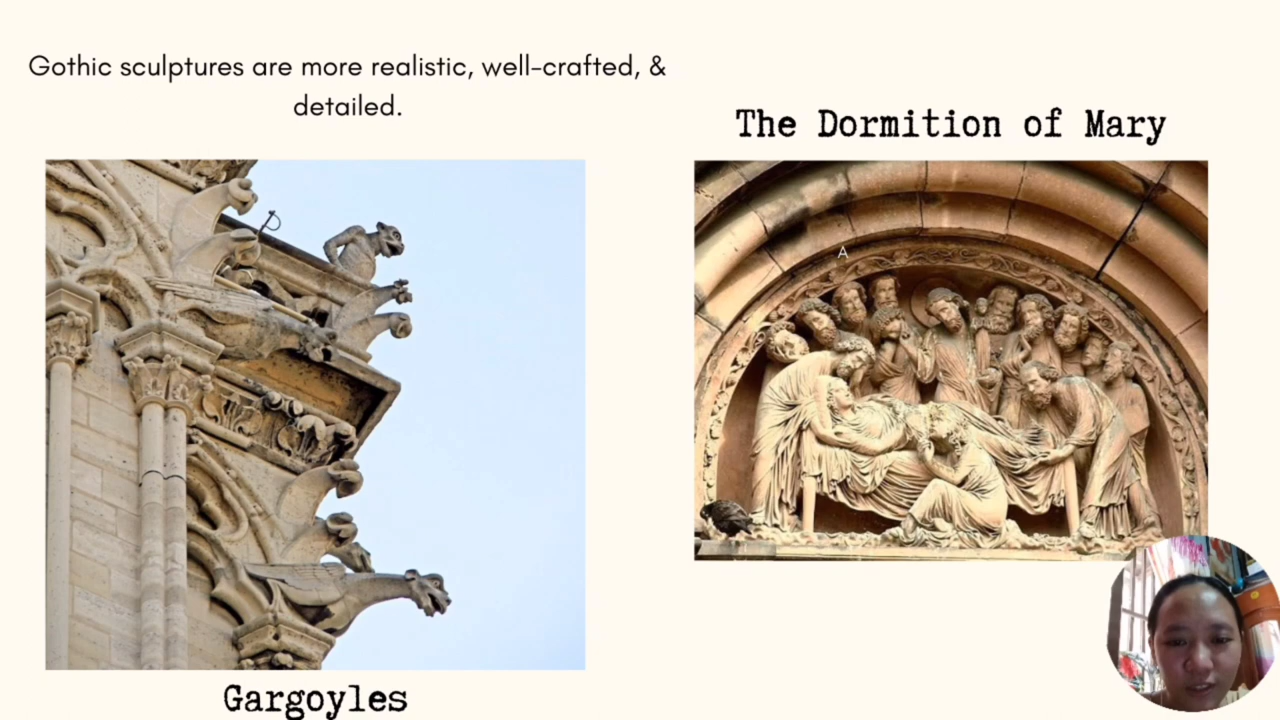 Gothic sculptures are more realistic, well-crafted, &
detailed.
The Dormition of Mary
A
Gargoyles